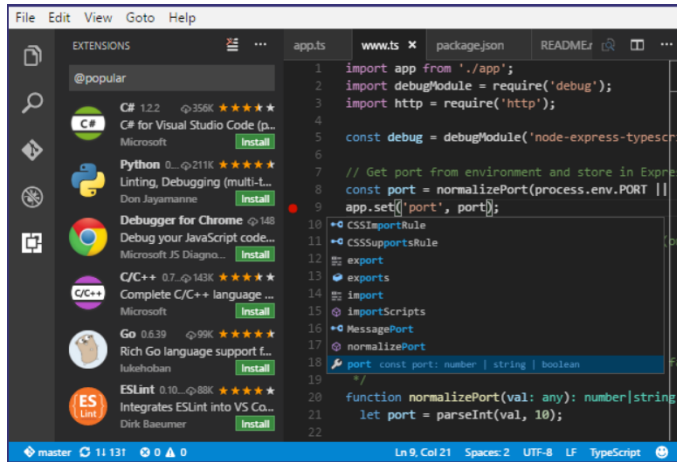 File Edit View Goto Help
EXTENSIONS
@popular
C# 1.2.2 356K
C# for Visual Studio Code (p...
Microsoft Install
Python 0.... 211K
Linting, Debugging (multi-t...
Don Jayamanne Install
Debugger for Chrome 148
Debug your JavaScript code...
Microsoft JS Diagno... Install
C/C++ 0.7... 143K
Complete C/C++ language ...
Microsoft Install
Go 0.6.39 99K
Rich Go language support f...
lukehoban Install
ESLint 0.10... 88K
Integrates ESLint into VS Co...
Dirk Baeumer Install
C#
C/C++
ES
Lint
app.ts www.ts package.json README.
1 import app from './app';
2 import debugModule = require('debug');
3 import http = require('http');
4
5 const debug = debugModule('node-express-typescr
6
7 // Get port from environment and store in Expre
8 const port = normalizePort(process.env.PORT ||
9 app.set('port', port);
10 CSSImportRule
11 CSSSupportsRule
12 export
13 exports
14 import
15 importScripts
16 MessagePort
17 normalizePort
18 port const port: number | string | boolean
19 */
20 function normalizePort(val: any): number|string
21 let port = parseInt(val, 10);
22
master 1↓ 13↑ 0 0 Ln 9, Col 21 Spaces: 2 UTF-8 LF TypeScript